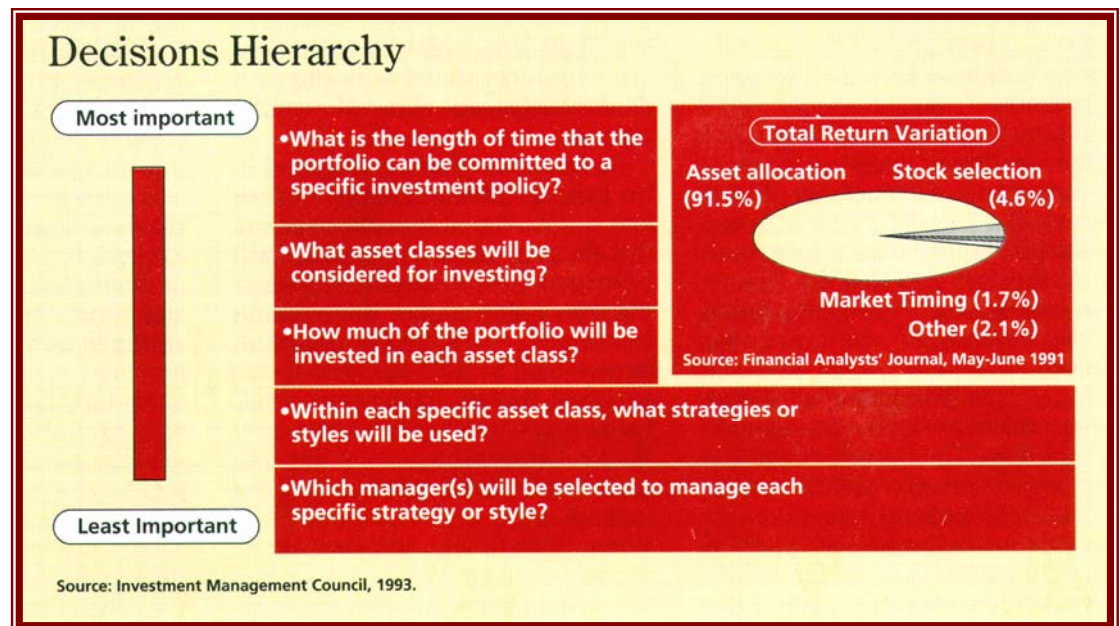 Decisions Hierarchy
Most important
•What is the length of time that the
portfolio can be committed to a
specific investment policy?
•What asset classes will be
considered for investing?
•How much of the portfolio will be
invested in each asset class?
•Within each specific asset class, what strategies or
styles will be used?
•Which manager(s) will be selected to manage each
specific strategy or style?
Least Important
Total Return Variation
Asset allocation
(91.5%)
Stock selection
(4.6%)
Market Timing (1.7%)
Other (2.1%)
Source: Financial Analysts' Journal, May-June 1991
Source: Investment Management Council, 1993.